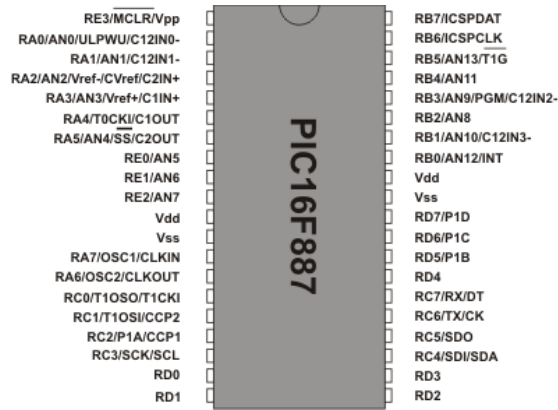 RE3/MCLR/Vpp
RA0/AN0/ULPWU/C12IN0-
RA1/AN1/C12IN1-
RA2/AN2/Vref-/CVref/C2IN+
RA3/AN3/Vref+/C1IN+
RA4/T0CKI/C1OUT
RA5/AN4/SS/C2OUT
RE0/AN5
RE1/AN6
RE2/AN7
Vdd
Vss
RA7/OSC1/CLKIN
RA6/OSC2/CLKOUT
RC0/T1OSO/T1CKI
RC1/T1OSI/CCP2
RC2/P1A/CCP1
RC3/SCK/SCL
RD0
RD1
PIC16F887
RB7/ICSPDAT
RB6/ICSPCLK
RB5/AN13/T1G
RB4/AN11
RB3/AN9/PGM/C12IN2-
RB2/AN8
RB1/AN10/C12IN3-
RB0/AN12/INT
Vdd
Vss
RD7/P1D
RD6/P1C
RD5/P1B
RD4
RC7/RX/DT
RC6/TX/CK
RC5/SDO
RC4/SDI/SDA
RD3
RD2